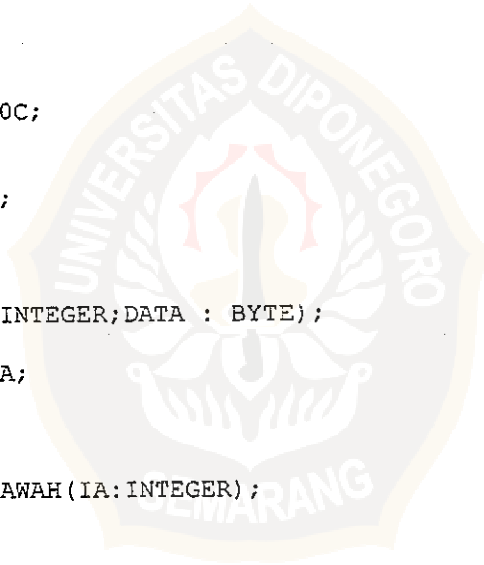 0C;
;
INTEGER;DATA : BYTE);
A;
AWAH(IA:INTEGER);
UNIVERSITAS DIPONEGORO
SEMARANG